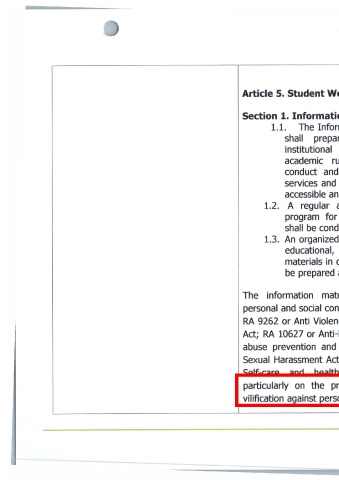 Article 5. Student We
Section 1. Informati
1.1. The Infor
shall prepar
institutional
academic ru
conduct and
services and
accessible an
1.2. A regular a
program for
shall be cond
1.3. An organized
educational,
materials in c
be prepared a
The information mat
personal and social con
RA 9262 or Anti Violen
Act; RA 10627 or Anti-
abuse prevention and
Sexual Harassment Act
Self-care and health
particularly on the pr
vilification against pers